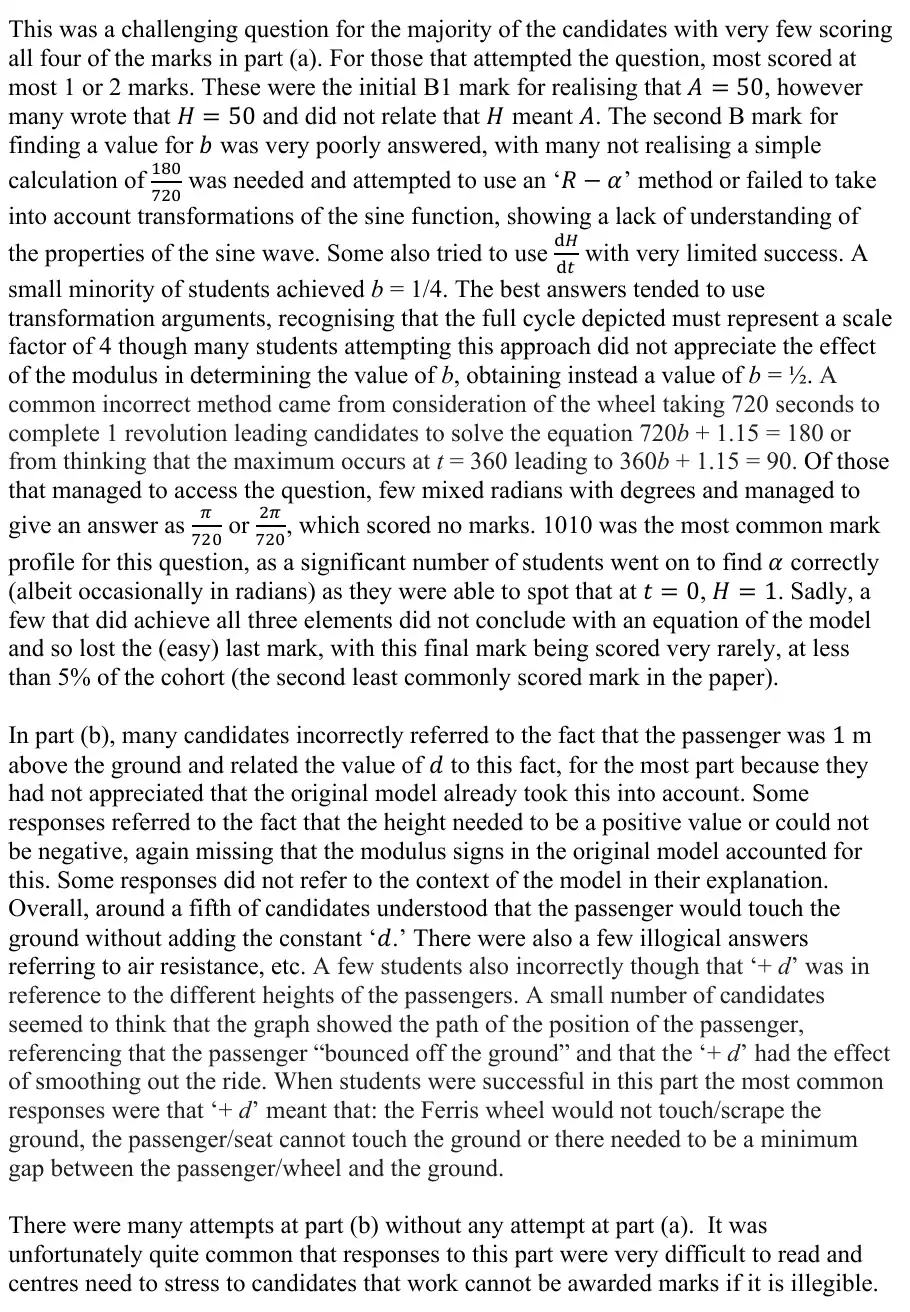 This was a challenging question for the majority of the candidates with very few scoring
all four of the marks in part (a). For those that attempted the question, most scored at
most 1 or 2 marks. These were the initial B1 mark for realising that A = 50, however
many wrote that H = 50 and did not relate that H meant A. The second B mark for
finding a value for b was very poorly answered, with many not realising a simple
calculation of 180/720 was needed and attempted to use an ‘R − α’ method or failed to take
into account transformations of the sine function, showing a lack of understanding of
the properties of the sine wave. Some also tried to use dH/dt with very limited success. A
small minority of students achieved b = 1/4. The best answers tended to use
transformation arguments, recognising that the full cycle depicted must represent a scale
factor of 4 though many students attempting this approach did not appreciate the effect
of the modulus in determining the value of b, obtaining instead a value of b = ½. A
common incorrect method came from consideration of the wheel taking 720 seconds to
complete 1 revolution leading candidates to solve the equation 720b + 1.15 = 180 or
from thinking that the maximum occurs at t = 360 leading to 360b + 1.15 = 90. Of those
that managed to access the question, few mixed radians with degrees and managed to
give an answer as π/720 or 2π/720, which scored no marks. 1010 was the most common mark
profile for this question, as a significant number of students went on to find α correctly
(albeit occasionally in radians) as they were able to spot that at t = 0, H = 1. Sadly, a
few that did achieve all three elements did not conclude with an equation of the model
and so lost the (easy) last mark, with this final mark being scored very rarely, at less
than 5% of the cohort (the second least commonly scored mark in the paper).
In part (b), many candidates incorrectly referred to the fact that the passenger was 1 m
above the ground and related the value of d to this fact, for the most part because they
had not appreciated that the original model already took this into account. Some
responses referred to the fact that the height needed to be a positive value or could not
be negative, again missing that the modulus signs in the original model accounted for
this. Some responses did not refer to the context of the model in their explanation.
Overall, around a fifth of candidates understood that the passenger would touch the
ground without adding the constant ‘d.’ There were also a few illogical answers
referring to air resistance, etc. A few students also incorrectly though that ‘+ d’ was in
reference to the different heights of the passengers. A small number of candidates
seemed to think that the graph showed the path of the position of the passenger,
referencing that the passenger “bounced off the ground” and that the ‘+ d’ had the effect
of smoothing out the ride. When students were successful in this part the most common
responses were that ‘+ d’ meant that: the Ferris wheel would not touch/scrape the
ground, the passenger/seat cannot touch the ground or there needed to be a minimum
gap between the passenger/wheel and the ground.
There were many attempts at part (b) without any attempt at part (a). It was
unfortunately quite common that responses to this part were very difficult to read and
centres need to stress to candidates that work cannot be awarded marks if it is illegible.